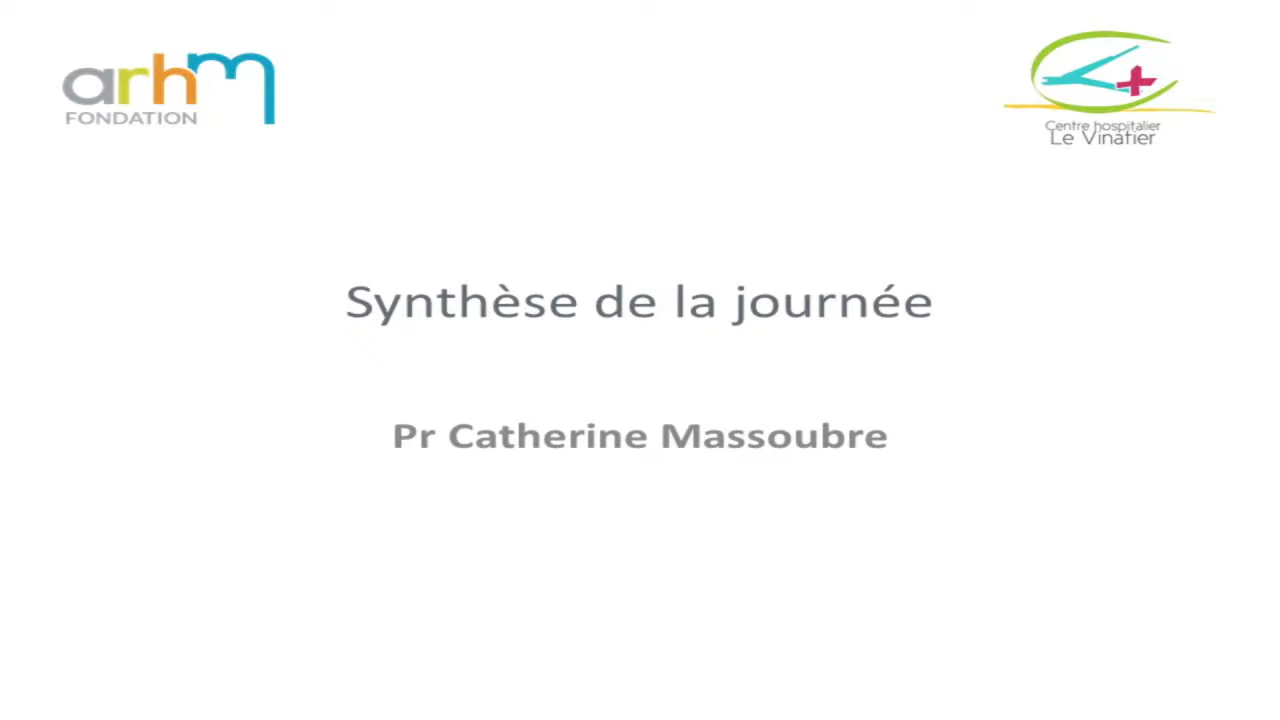 arhm
FONDATION
Centre hospitalier
Le Vinatier
Synthèse de la journée
Pr Catherine Massoubre